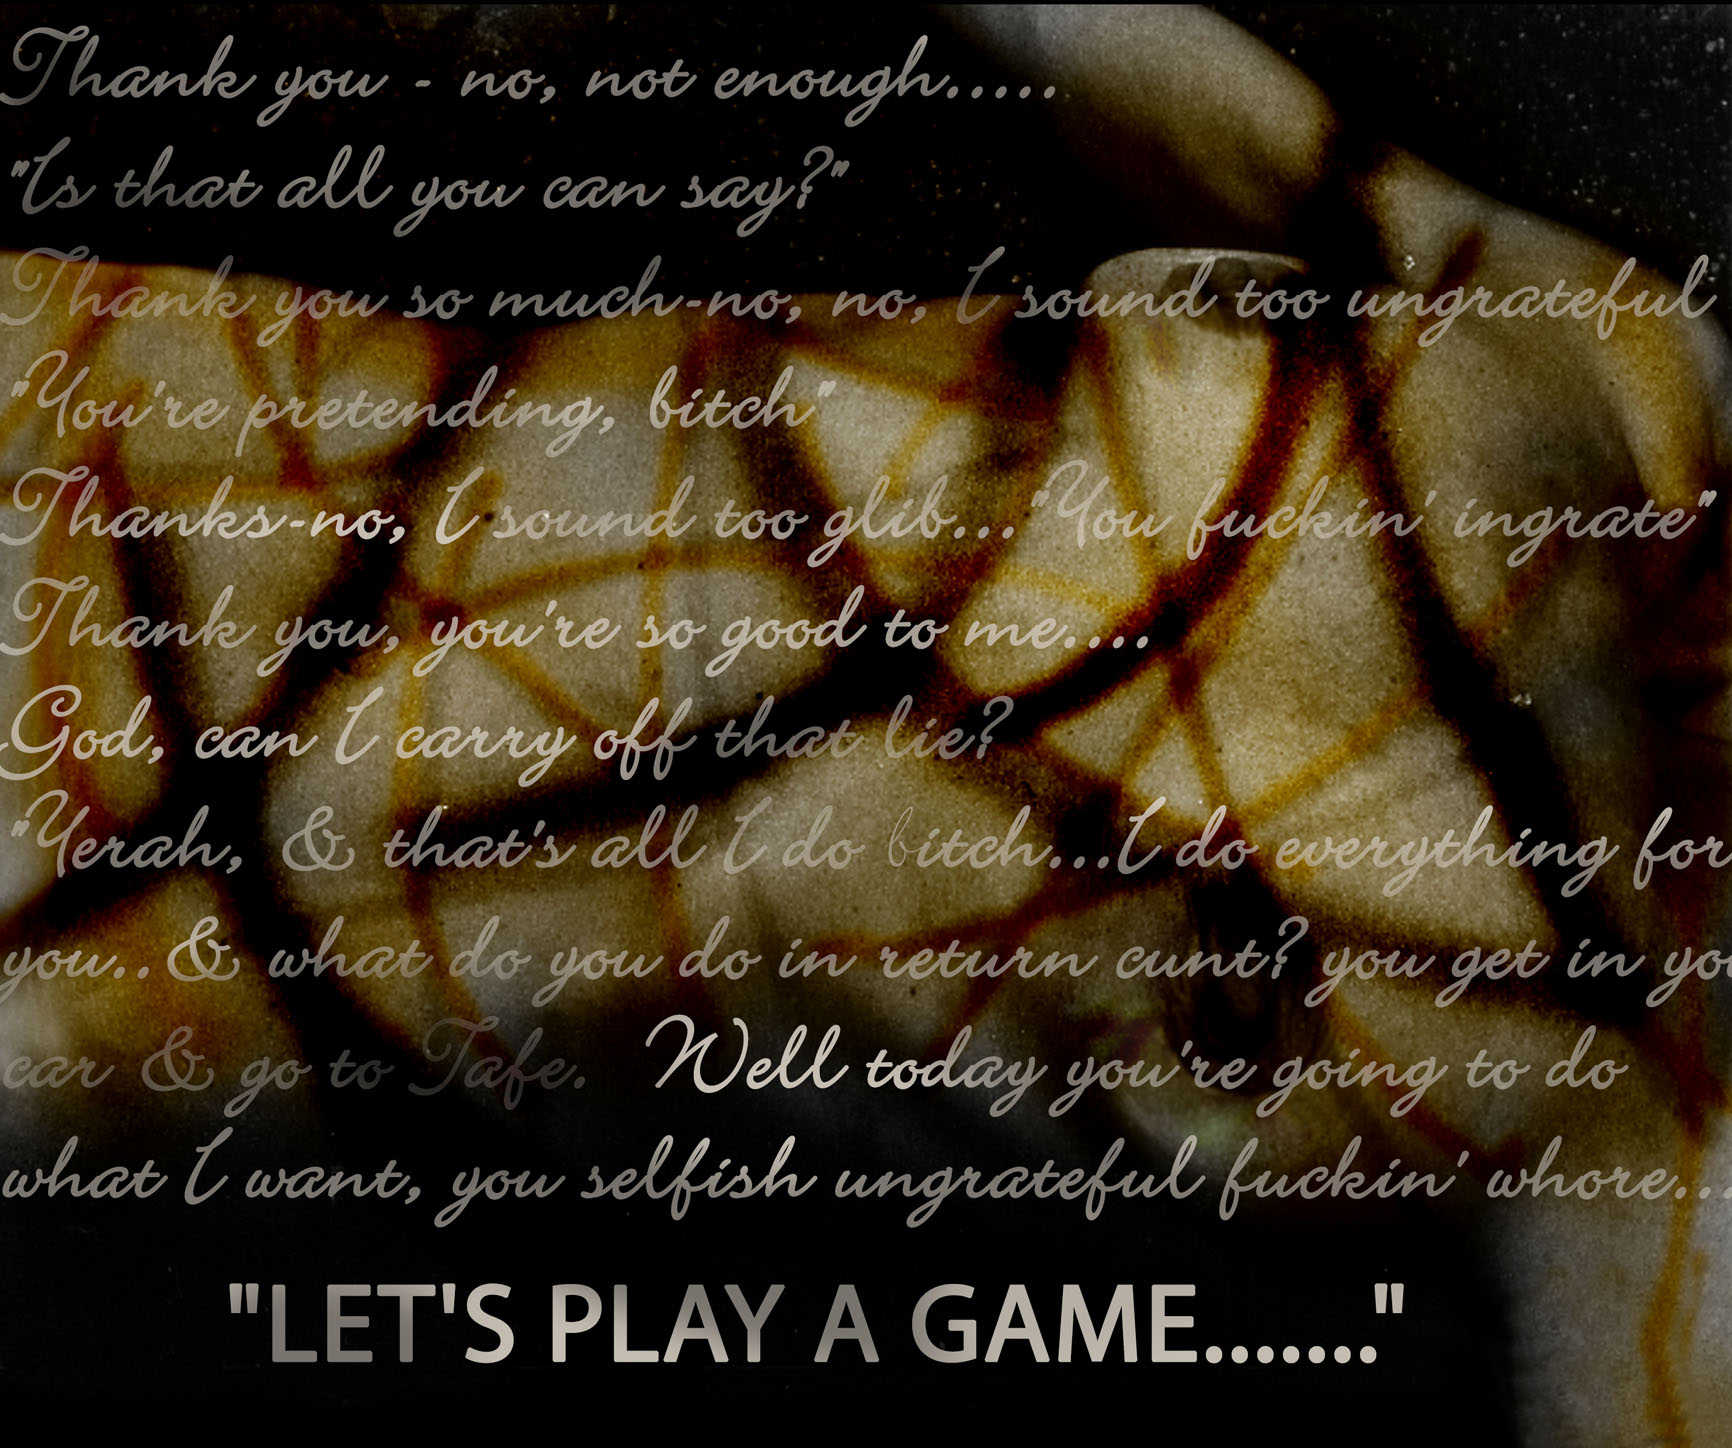 Thank you - no, not enough.....
"Is that all you can say?"
Thank you so much-no, no, I sound too ungrateful
"You're pretending, bitch"
Thanks-no, I sound too glib..."You fuckin' ingrate"
Thank you, you're so good to me....
God, can I carry off that lie?
"Yerah, & that's all I do bitch...I do everything for
you..& what do you do in return cunt? you get in
car & go to Tafe. Well today you're going to do
what I want, you selfish ungrateful fuckin' whore...
"LET'S PLAY A GAME......."